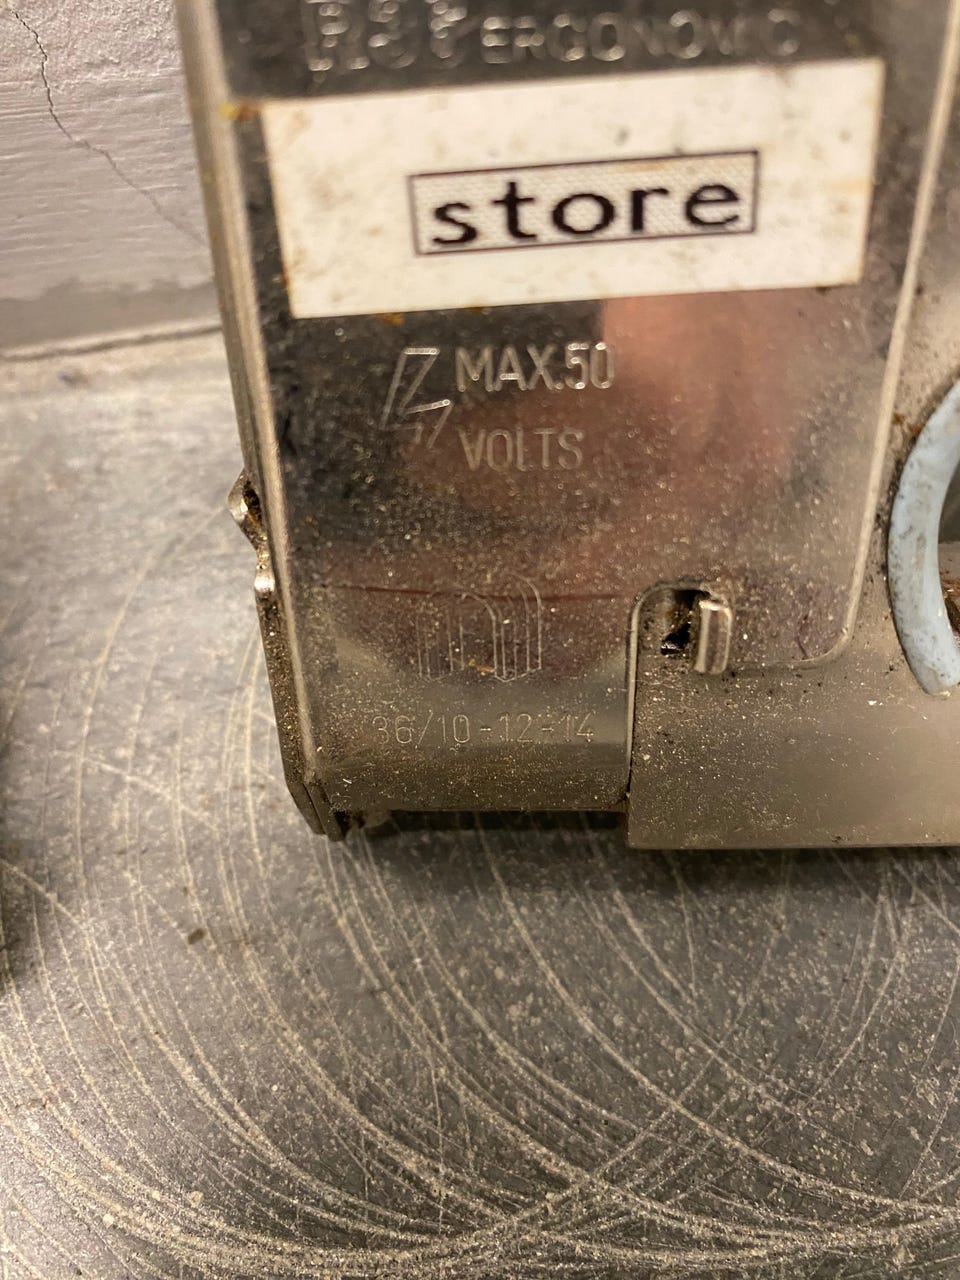 ERGONOMIC
store
MAX.50
VOLTS
36/10-12-14